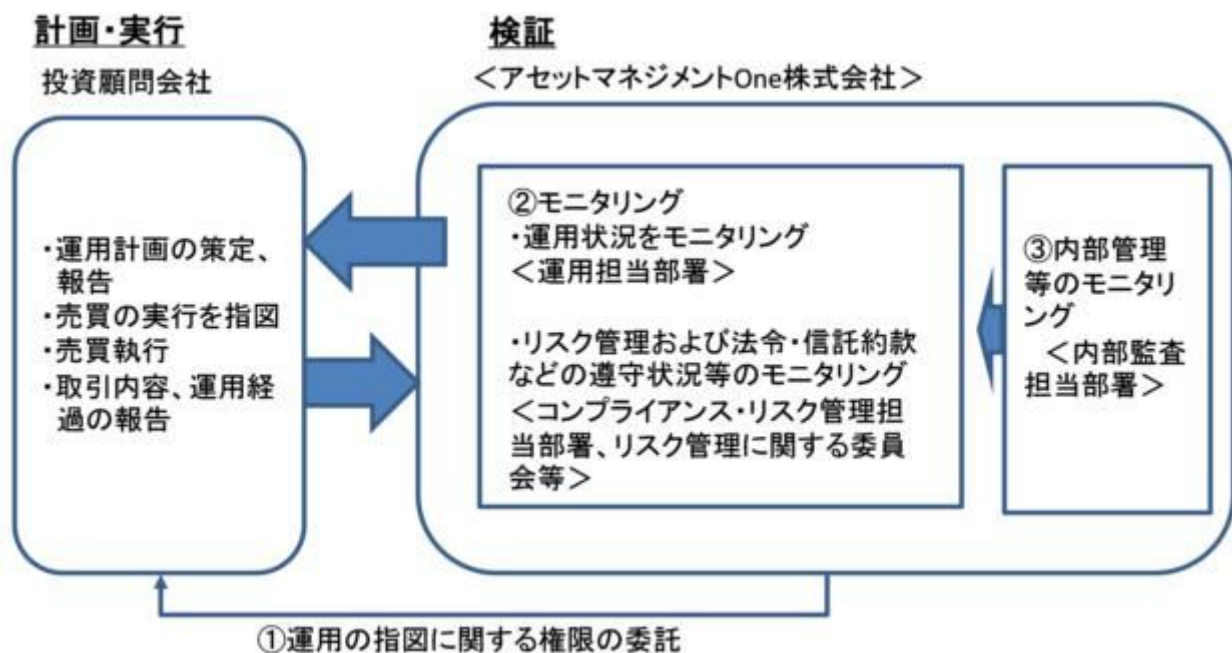 計画・実行
投資顧問会社
・運用計画の策定、
報告
・売買の実行を指図
・売買執行
・取引内容、運用経
過の報告
検証
＜アセットマネジメントOne株式会社＞
②モニタリング
・運用状況をモニタリング
＜運用担当部署＞
・リスク管理および法令・信託約款
などの遵守状況等のモニタリング
＜コンプライアンス・リスク管理担
当部署、リスク管理に関する委員
会等＞
③内部管理
等のモニタリ
ング
＜内部監査
担当部署＞
①運用の指図に関する権限の委託